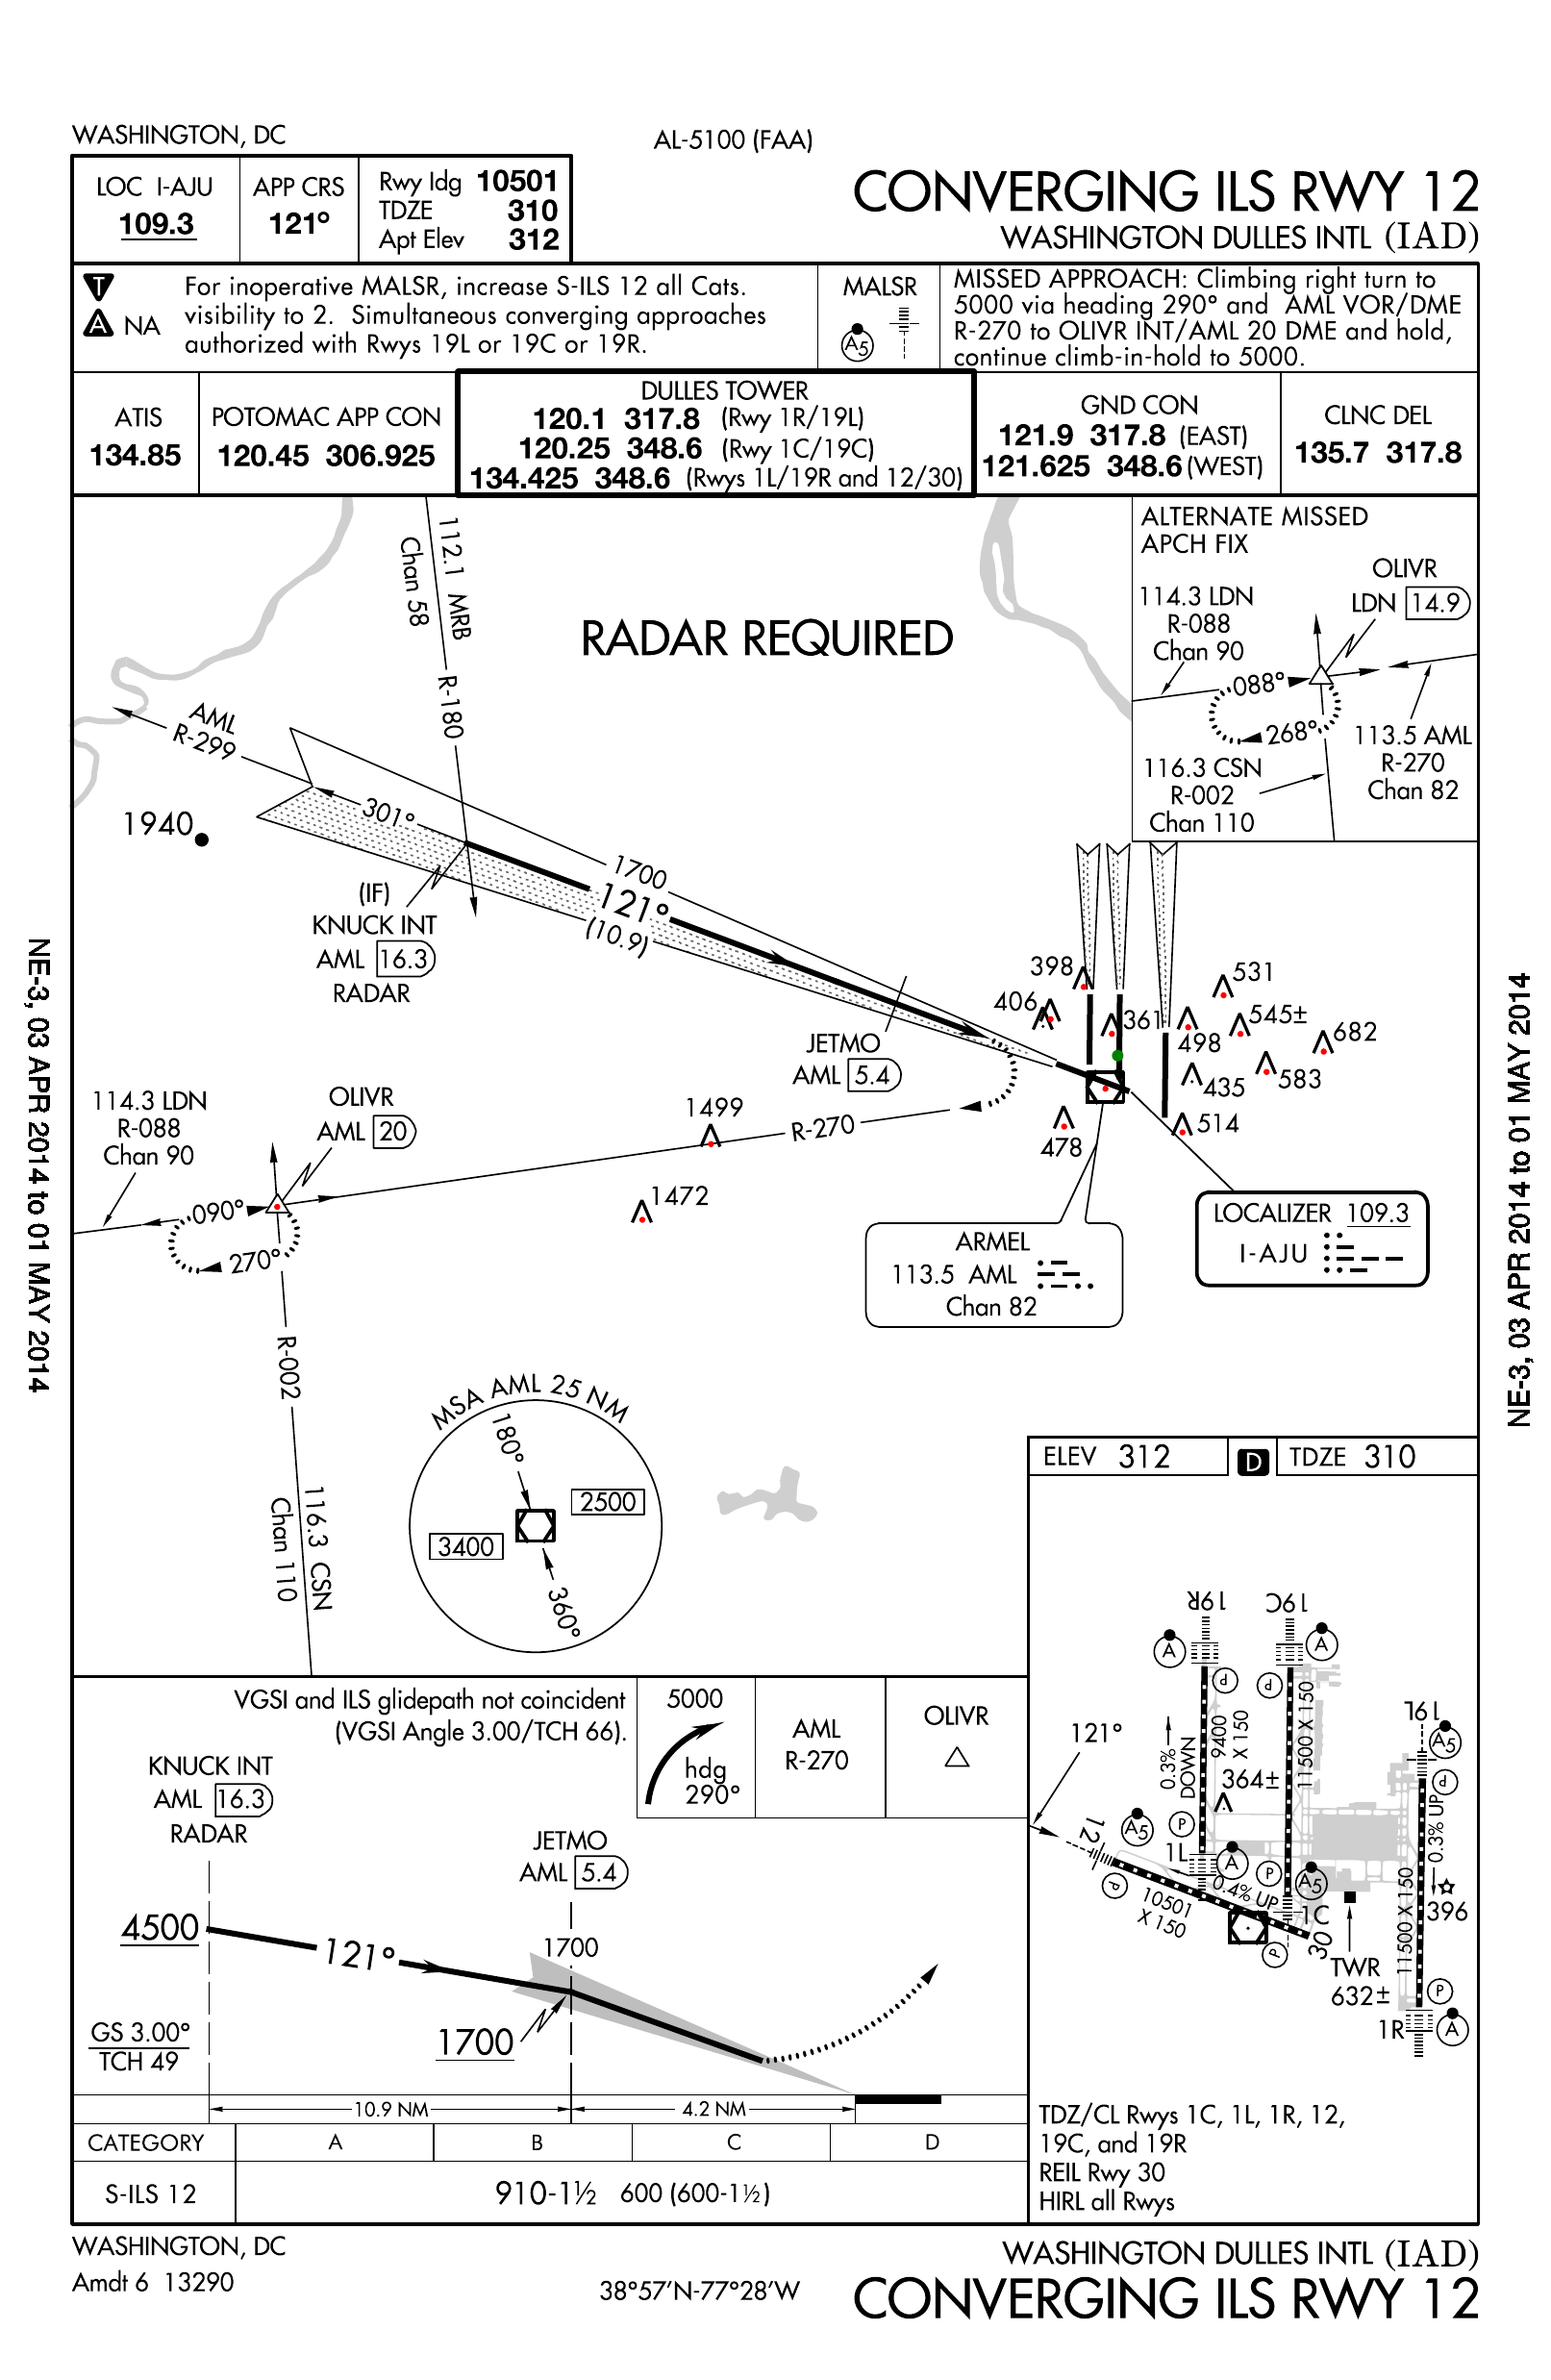 WASHINGTON, DC
AL-5100 (FAA)
CONVERGING ILS RWY 12
WASHINGTON DULLES INTL (IAD)
LOC I-AJU
109.3
APP CRS
121°
Rwy ldg 10501
TDZE 310
Apt Elev 312
T
A NA
For inoperative MALSR, increase S-ILS 12 all Cats.
visibility to 2. Simultaneous converging approaches
authorized with Rwys 19L or 19C or 19R.
MALSR
A5
MISSED APPROACH: Climbing right turn to
5000 via heading 290° and AML VOR/DME
R-270 to OLIVR INT/AML 20 DME and hold,
continue climb-in-hold to 5000.
ATIS
134.85
POTOMAC APP CON
120.45 306.925
DULLES TOWER
120.1 317.8 (Rwy 1R/19L)
120.25 348.6 (Rwy 1C/19C)
134.425 348.6 (Rwys 1L/19R and 12/30)
GND CON
121.9 317.8 (EAST)
121.625 348.6 (WEST)
CLNC DEL
135.7 317.8
112.1 MRB
Chan 58
R-180
RADAR REQUIRED
ALTERNATE MISSED
APCH FIX
OLIVR
LDN 14.9
114.3 LDN
R-088
Chan 90
088°
268°
113.5 AML
R-270
Chan 82
116.3 CSN
R-002
Chan 110
AML
R-299
301°
1940
1700
121°
(10.9)
(IF)
KNUCK INT
AML 16.3
RADAR
JETMO
AML 5.4
398
406
361
531
545±
498
682
435
583
514
478
1499
1472
R-270
OLIVR
AML 20
114.3 LDN
R-088
Chan 90
090°
270°
R-002
116.3 CSN
Chan 110
ARMEL
113.5 AML
Chan 82
LOCALIZER 109.3
I-AJU
MSA AML 25 NM
180°
2500
3400
360°
ELEV 312
D
TDZE 310
19R
19C
19L
A
A
A5
P
P
P
121°
0.3%
DOWN
9400
X 150
11500 X 150
364±
12
A5
P
P
1L
A
P
A5
0.4% UP
10501
X 150
1C
30
P
TWR
632±
0.3% UP
396
11500 X 150
P
1R
A
TDZ/CL Rwys 1C, 1L, 1R, 12,
19C, and 19R
REIL Rwy 30
HIRL all Rwys
VGSI and ILS glidepath not coincident
(VGSI Angle 3.00/TCH 66).
5000
hdg
290°
AML
R-270
OLIVR
KNUCK INT
AML 16.3
RADAR
JETMO
AML 5.4
4500
121°
1700
1700
GS 3.00°
TCH 49
10.9 NM
4.2 NM
CATEGORY A B C D
S-ILS 12 910-1½ 600 (600-1½)
WASHINGTON, DC
Amdt 6 13290
38°57'N-77°28'W
WASHINGTON DULLES INTL (IAD)
CONVERGING ILS RWY 12
NE-3, 03 APR 2014 to 01 MAY 2014
NE-3, 03 APR 2014 to 01 MAY 2014